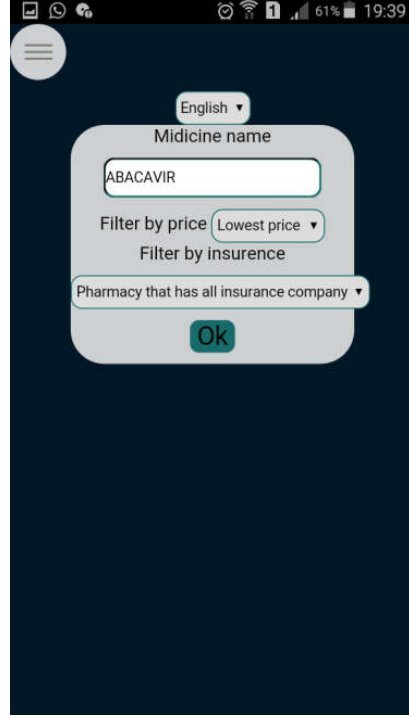 1 61% 19:39
English
Midicine name
ABACAVIR
Filter by price Lowest price
Filter by insurence
Pharmacy that has all insurance company
Ok